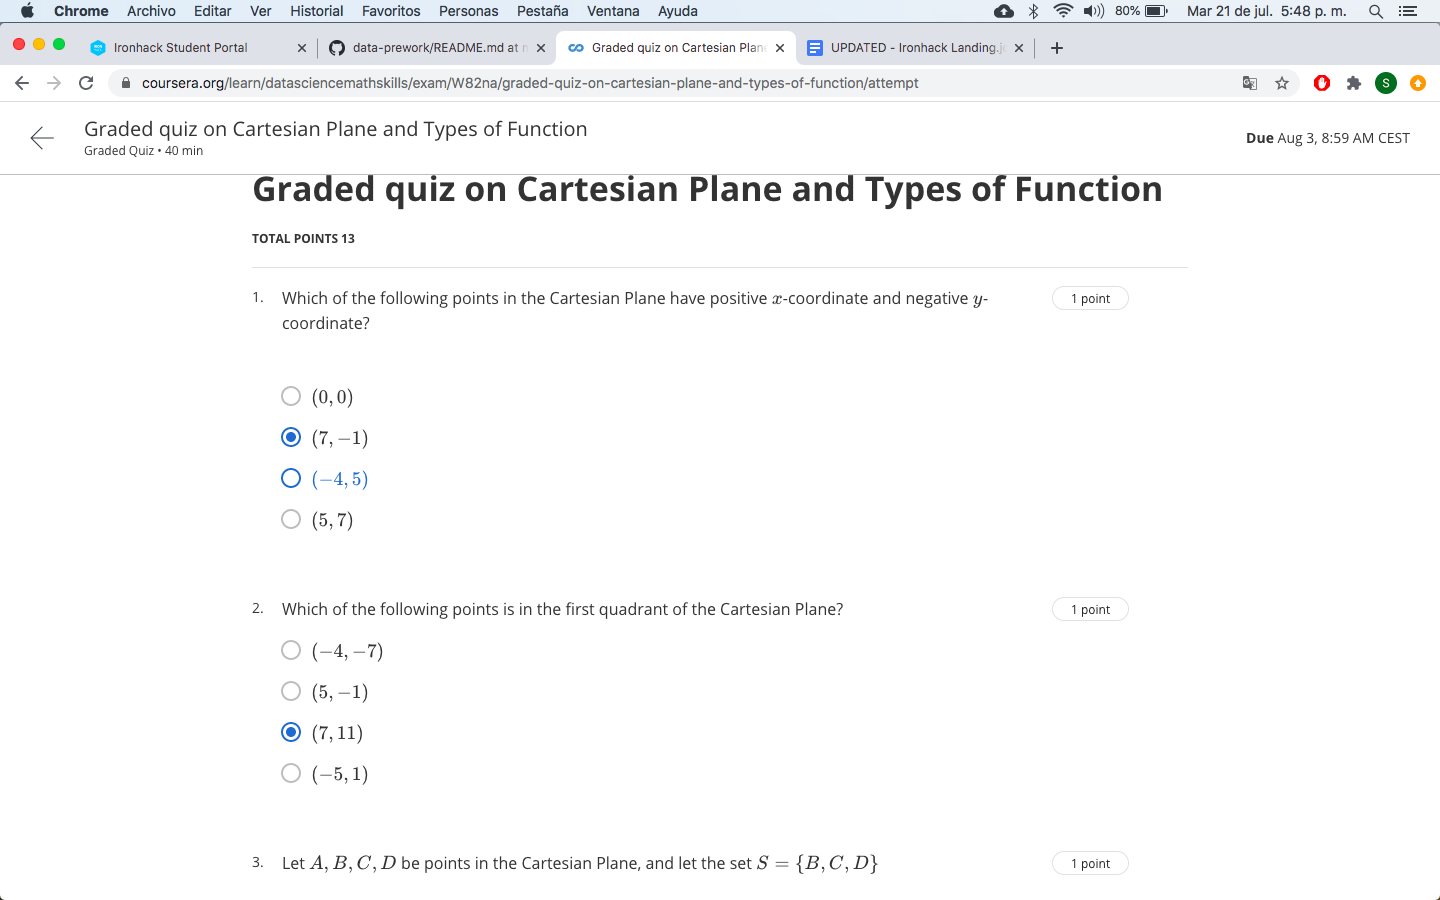 Chrome Archivo Editar Ver Historial Favoritos Personas Pestaña Ventana Ayuda 80% Mar 21 de jul. 5:48 p. m.
Ironhack Student Portal data-prework/README.md at Graded quiz on Cartesian Plan UPDATED - Ironhack Landing.
coursera.org/learn/datasciencemathskills/exam/W82na/graded-quiz-on-cartesian-plane-and-types-of-function/attempt S
Graded quiz on Cartesian Plane and Types of Function
Graded Quiz • 40 min
Due Aug 3, 8:59 AM CEST
Graded quiz on Cartesian Plane and Types of Function
TOTAL POINTS 13
1. Which of the following points in the Cartesian Plane have positive x-coordinate and negative y- 1 point
coordinate?
(0, 0)
(7, −1)
(−4, 5)
(5, 7)
2. Which of the following points is in the first quadrant of the Cartesian Plane? 1 point
(−4, −7)
(5, −1)
(7, 11)
(−5, 1)
3. Let A, B, C, D be points in the Cartesian Plane, and let the set S = {B, C, D} 1 point